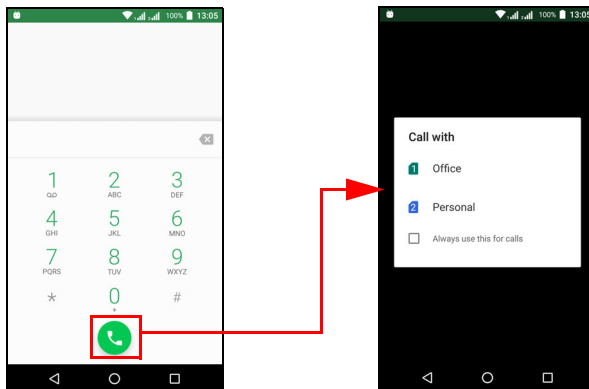 100% 13:05
1 2 3
ABC DEF
4 5 6
GHI JKL MNO
7 8 9
PQRS TUV WXYZ
* 0 #
+
100% 13:05
Call with
1 Office
2 Personal
Always use this for calls